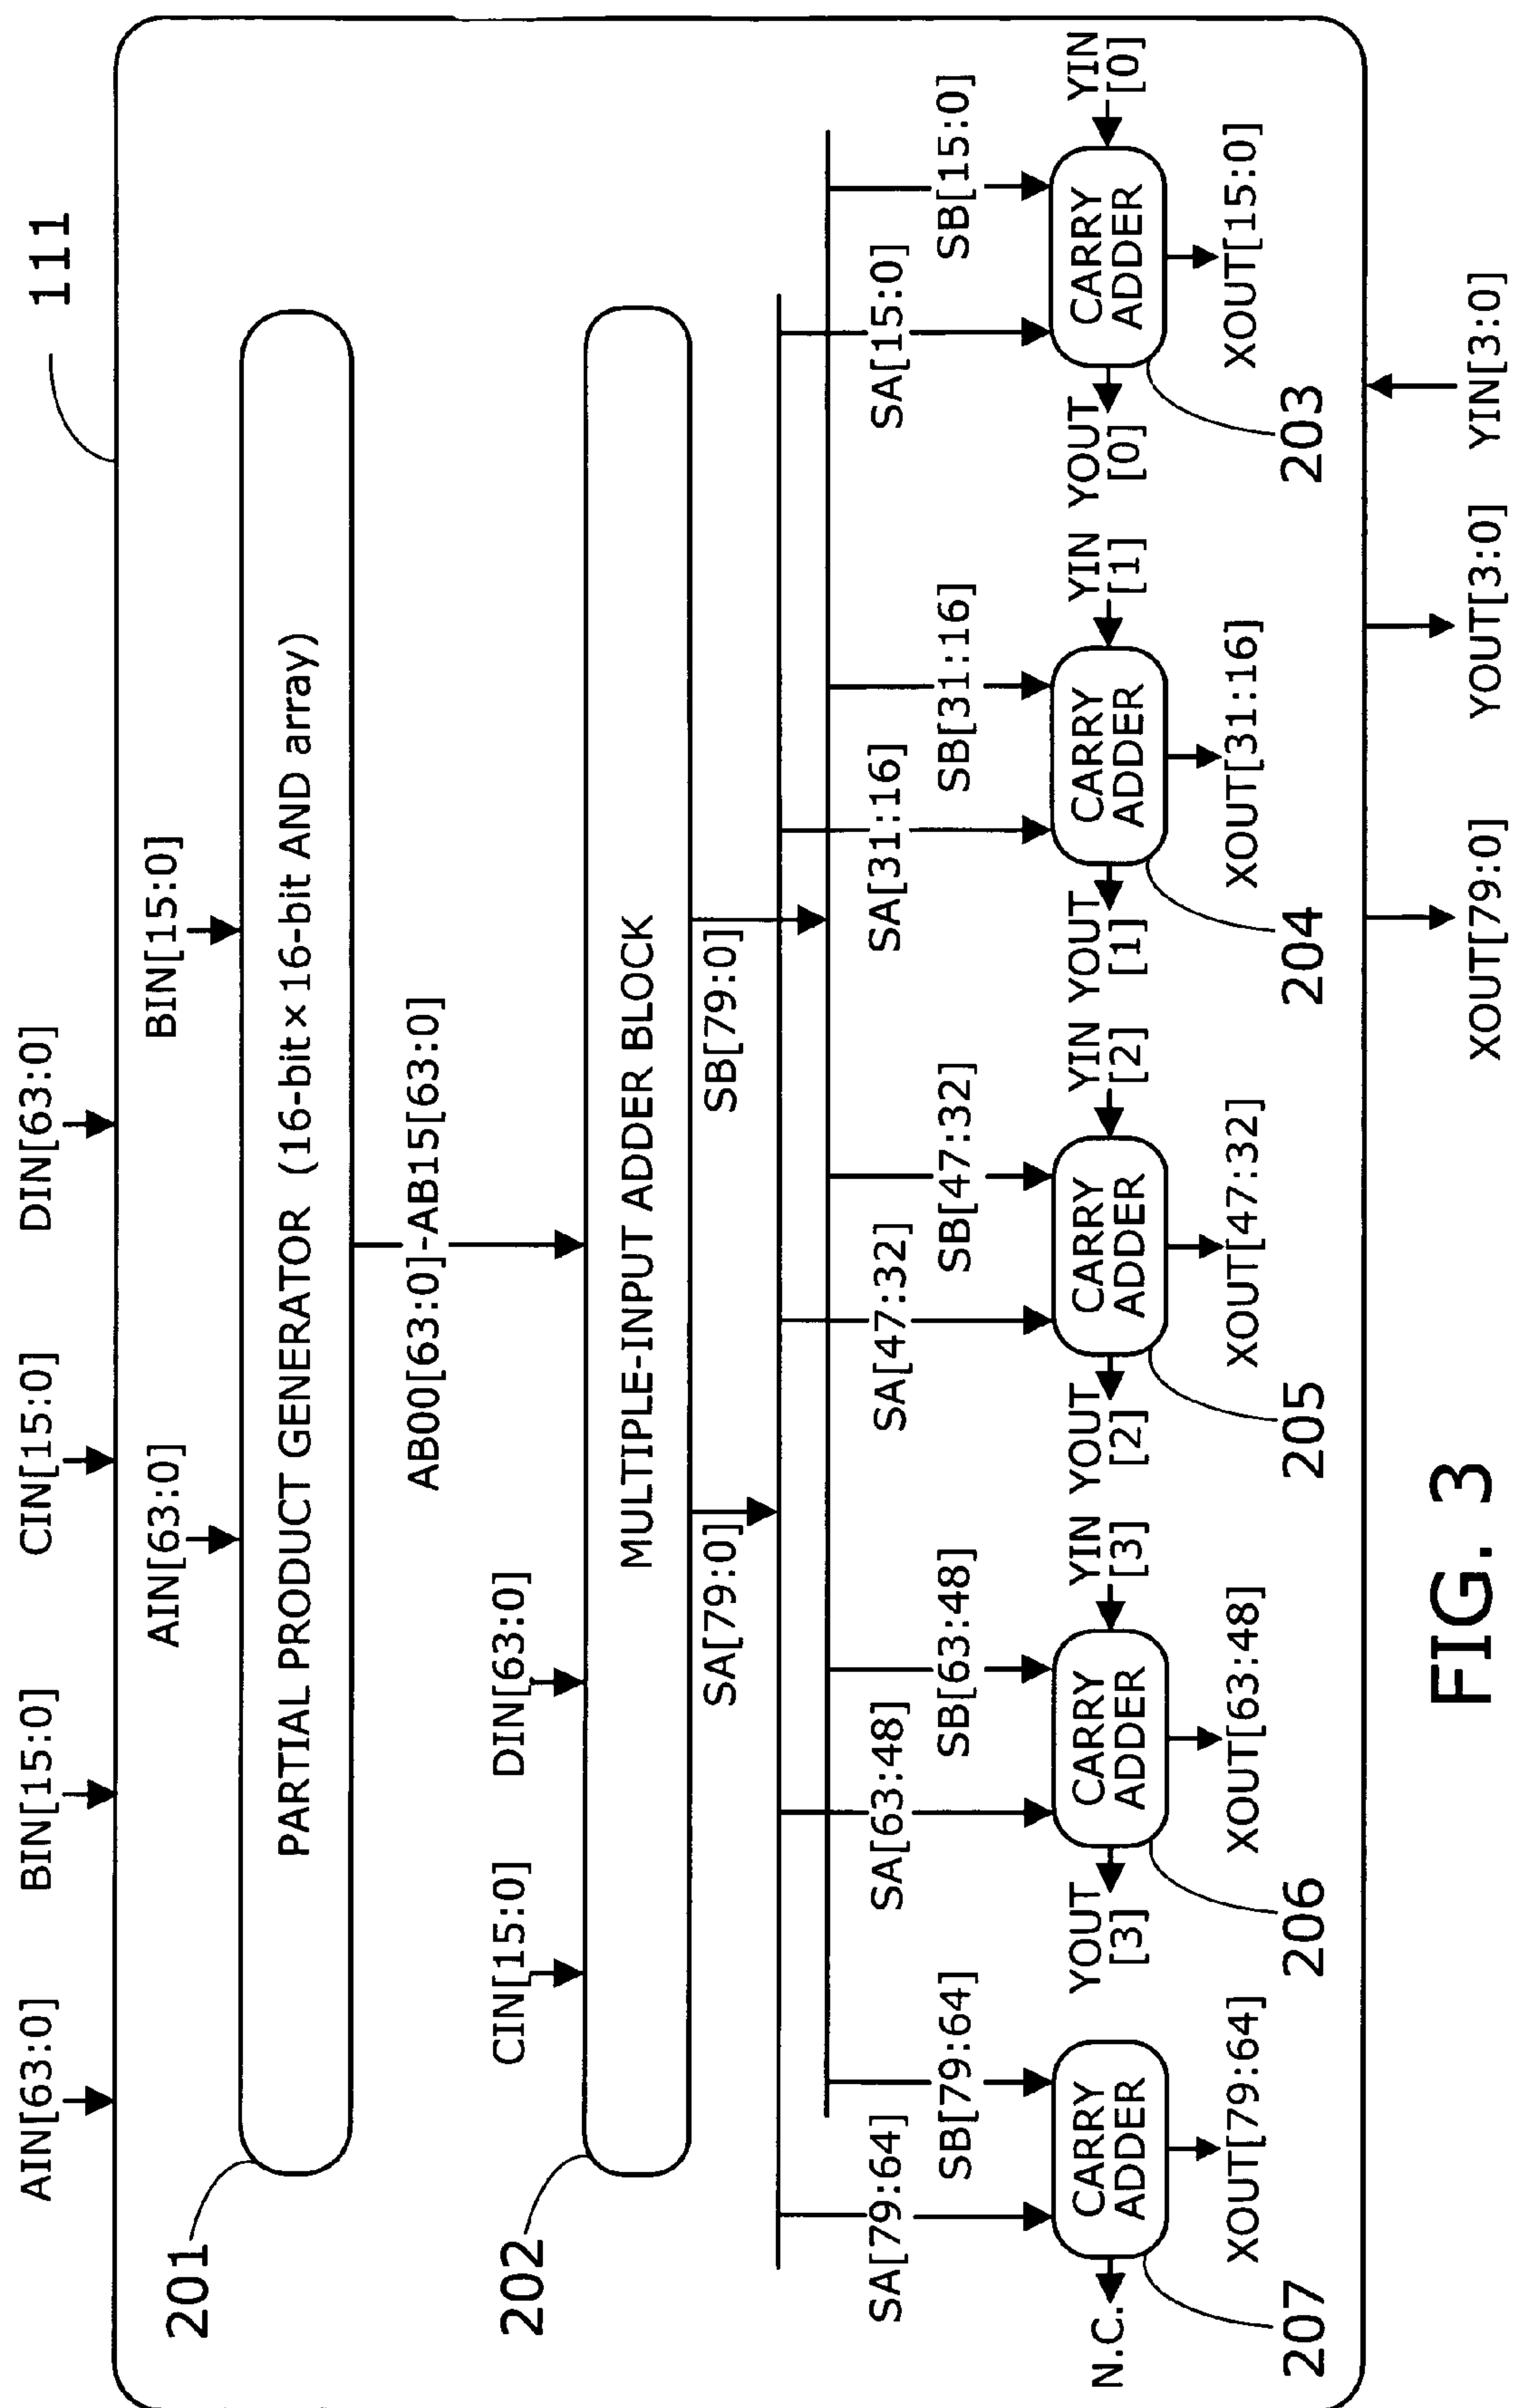 111
AIN[63:0]
BIN[15:0]
CIN[15:0]
DIN[63:0]
AIN[63:0]
BIN[15:0]
201
PARTIAL PRODUCT GENERATOR (16-bit×16-bit AND array)
AB00[63:0]-AB15[63:0]
CIN[15:0]
DIN[63:0]
202
MULTIPLE-INPUT ADDER BLOCK
SA[79:0]
SB[79:0]
SA[79:64]
SB[79:64]
SA[63:48]
SB[63:48]
SA[47:32]
SB[47:32]
SA[31:16]
SB[31:16]
SA[15:0]
SB[15:0]
N.C.
CARRY
ADDER
YOUT
[3]
CARRY
ADDER
YIN
[3]
YOUT
[2]
CARRY
ADDER
YIN
[2]
YOUT
[1]
CARRY
ADDER
YIN
[1]
YOUT
[0]
CARRY
ADDER
YIN
[0]
XOUT[79:64]
XOUT[63:48]
XOUT[47:32]
XOUT[31:16]
XOUT[15:0]
207
206
205
204
203
XOUT[79:0]
YOUT[3:0]
YIN[3:0]
FIG. 3